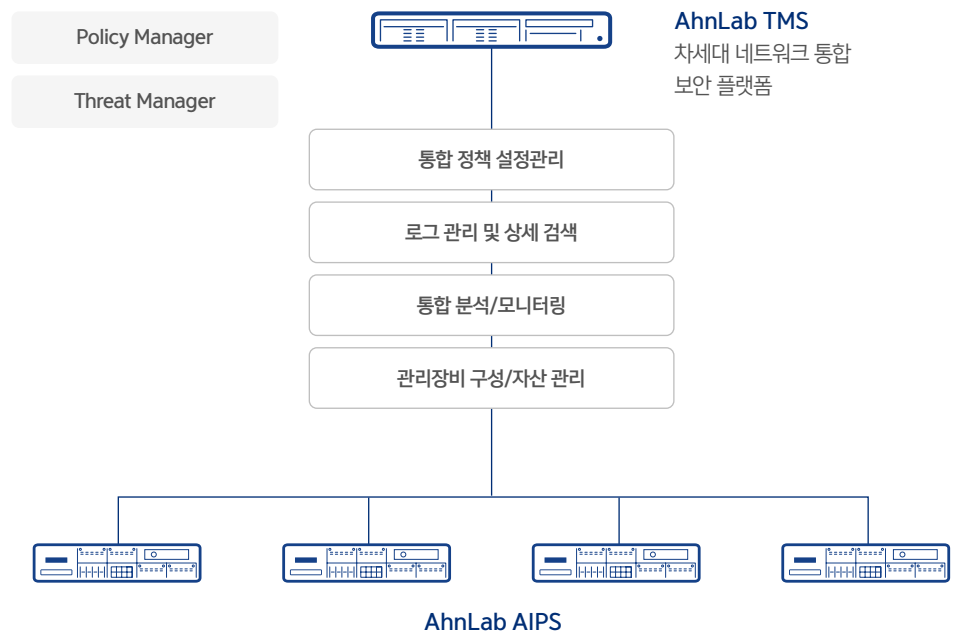 Policy Manager
Threat Manager
AhnLab TMS
차세대 네트워크 통합
보안 플랫폼
통합 정책 설정관리
로그 관리 및 상세 검색
통합 분석/모니터링
관리장비 구성/자산 관리
AhnLab AIPS